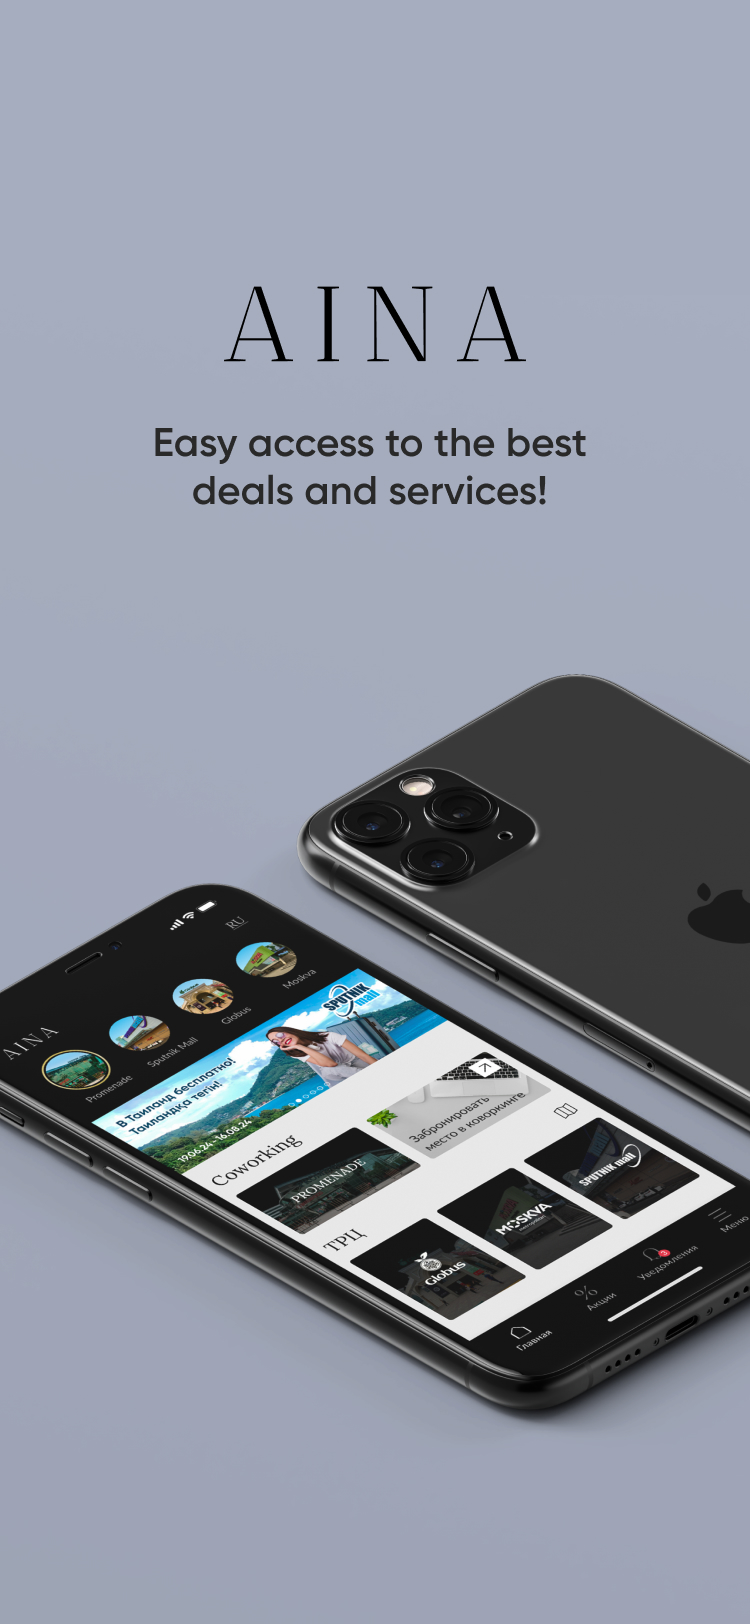 AINA
Easy access to the best
deals and services!
RU
AINA
Promenade
Sputnik Mall
Globus
Moskva
SPUTNIK
mall
В Таиланд бесплатно!
Таиландқа тегін!
19.06.24-16.08.24
Coworking
PROMENADE
Забронировать
место в коворкинге
ТРЦ
Globus
MOSKVA
SPUTNIK mall
Главная
Акции
Уведомления
3
Меню